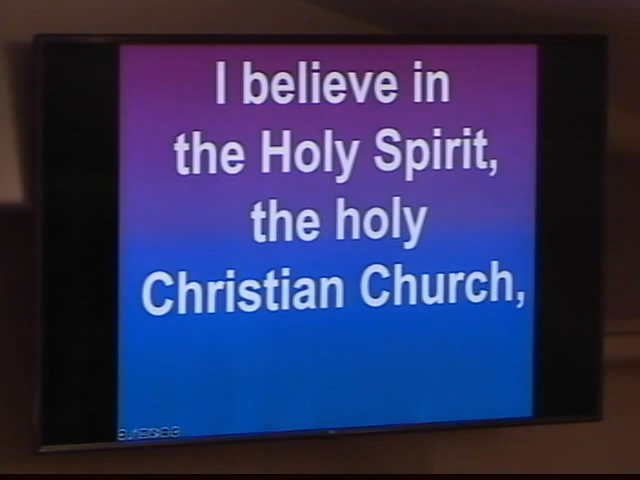 I believe in
the Holy Spirit,
the holy
Christian Church,